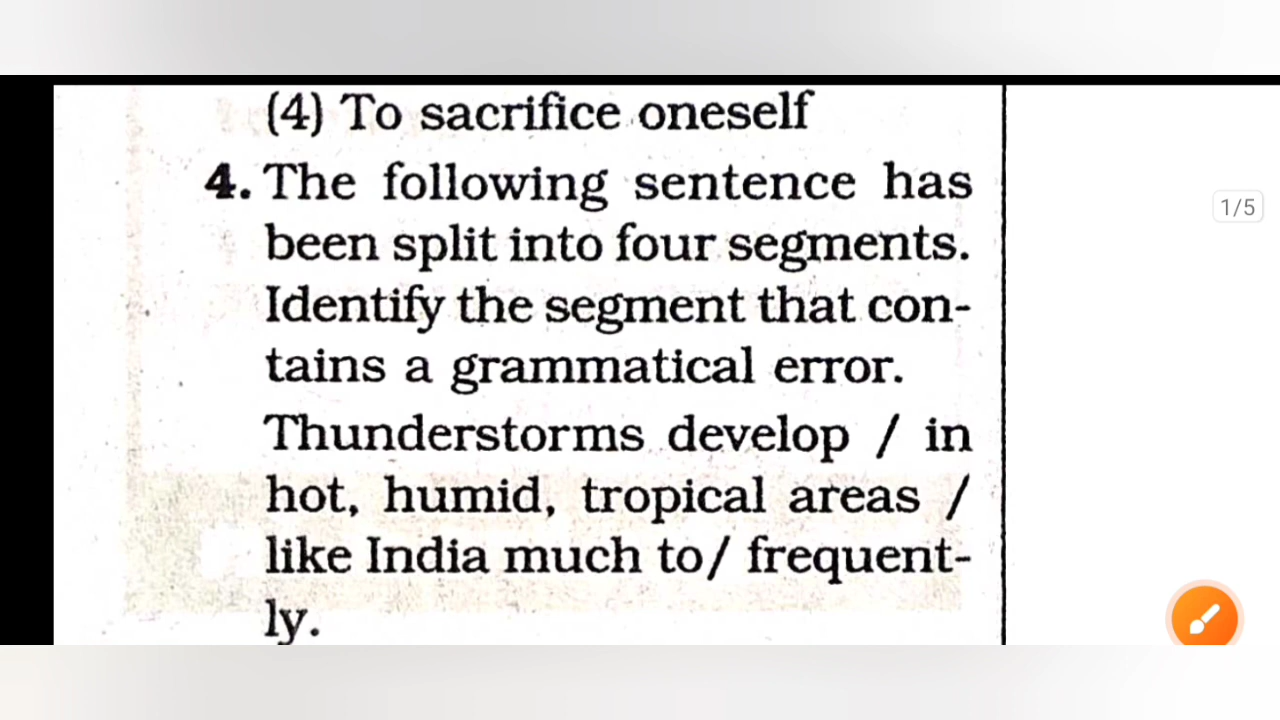 (4) To sacrifice oneself
4. The following sentence has
been split into four segments.
Identify the segment that con-
tains a grammatical error.
Thunderstorms develop / in
hot, humid, tropical areas /
like India much to/ frequent-
ly.
1/5